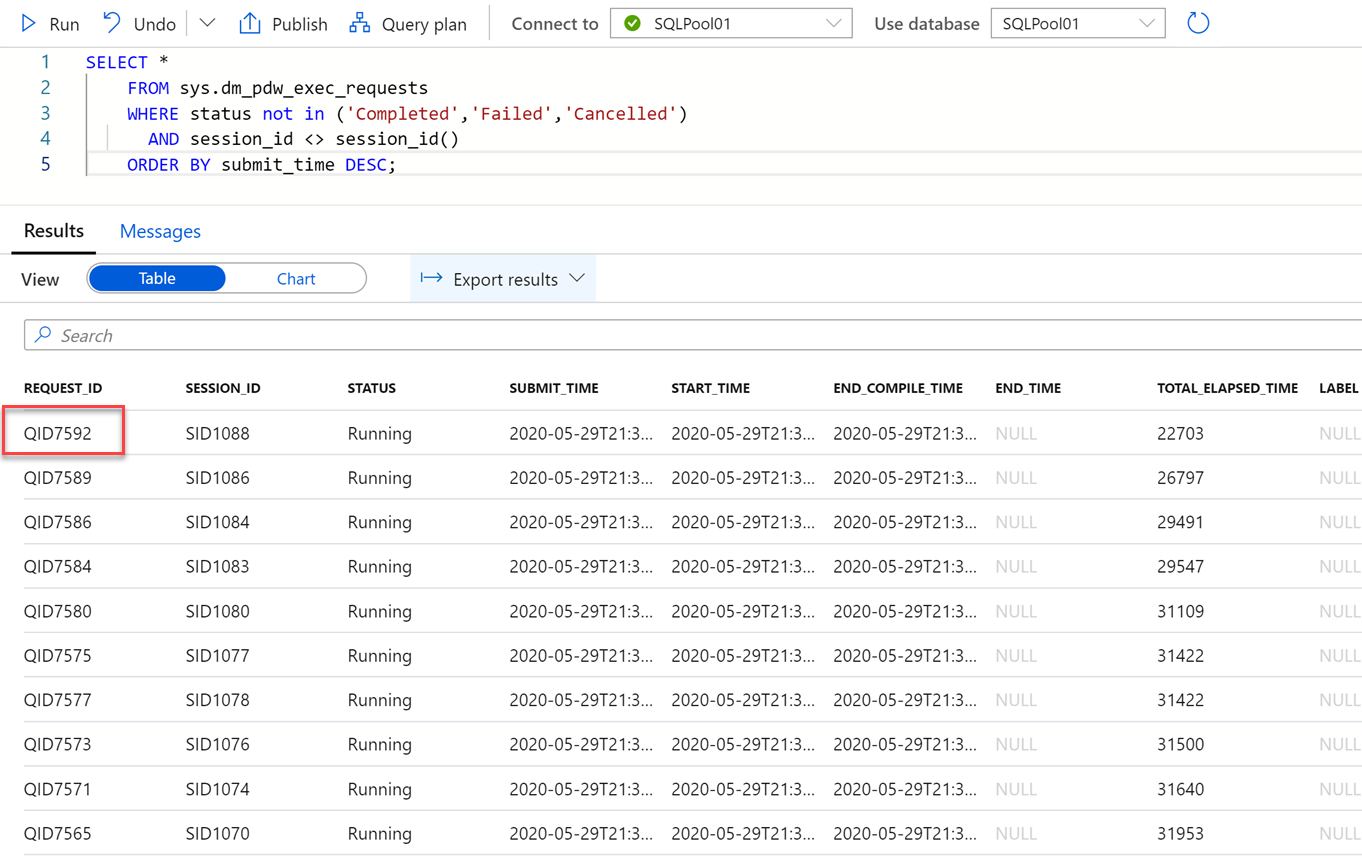 Run Undo Publish Query plan Connect to SQLPool01 Use database SQLPool01
1 SELECT *
2 FROM sys.dm_pdw_exec_requests
3 WHERE status not in ('Completed','Failed','Cancelled')
4 AND session_id <> session_id()
5 ORDER BY submit_time DESC;
Results Messages
View Table Chart Export results
Search
REQUEST_ID SESSION_ID STATUS SUBMIT_TIME START_TIME END_COMPILE_TIME END_TIME TOTAL_ELAPSED_TIME LABEL
QID7592 SID1088 Running 2020-05-29T21:3... 2020-05-29T21:3... 2020-05-29T21:3... NULL 22703 NULL
QID7589 SID1086 Running 2020-05-29T21:3... 2020-05-29T21:3... 2020-05-29T21:3... NULL 26797 NULL
QID7586 SID1084 Running 2020-05-29T21:3... 2020-05-29T21:3... 2020-05-29T21:3... NULL 29491 NULL
QID7584 SID1083 Running 2020-05-29T21:3... 2020-05-29T21:3... 2020-05-29T21:3... NULL 29547 NULL
QID7580 SID1080 Running 2020-05-29T21:3... 2020-05-29T21:3... 2020-05-29T21:3... NULL 31109 NULL
QID7575 SID1077 Running 2020-05-29T21:3... 2020-05-29T21:3... 2020-05-29T21:3... NULL 31422 NULL
QID7577 SID1078 Running 2020-05-29T21:3... 2020-05-29T21:3... 2020-05-29T21:3... NULL 31422 NULL
QID7573 SID1076 Running 2020-05-29T21:3... 2020-05-29T21:3... 2020-05-29T21:3... NULL 31500 NULL
QID7571 SID1074 Running 2020-05-29T21:3... 2020-05-29T21:3... 2020-05-29T21:3... NULL 31640 NULL
QID7565 SID1070 Running 2020-05-29T21:3... 2020-05-29T21:3... 2020-05-29T21:3... NULL 31953 NULL